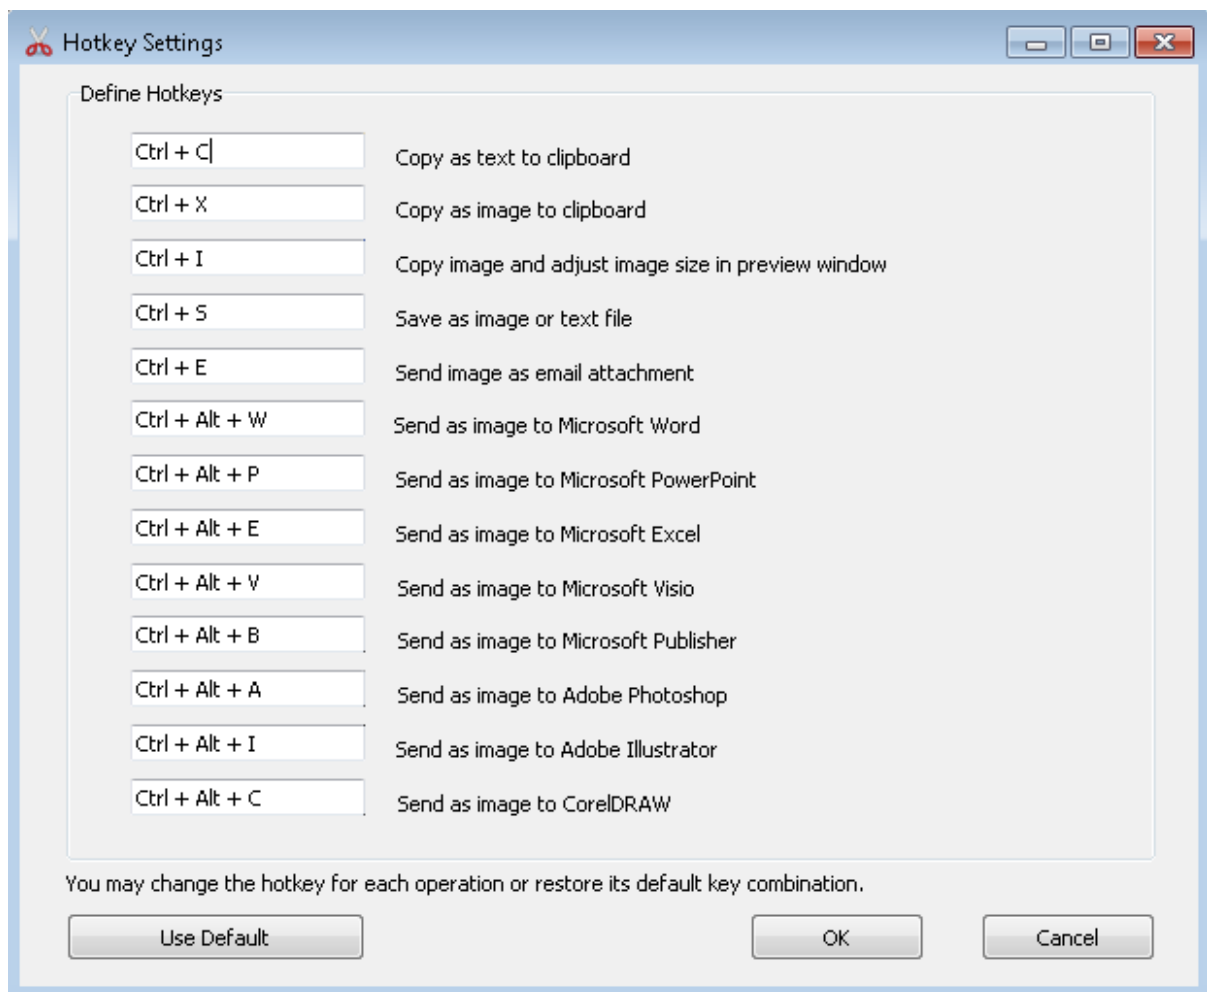 Hotkey Settings
Define Hotkeys
Ctrl + C Copy as text to clipboard
Ctrl + X Copy as image to clipboard
Ctrl + I Copy image and adjust image size in preview window
Ctrl + S Save as image or text file
Ctrl + E Send image as email attachment
Ctrl + Alt + W Send as image to Microsoft Word
Ctrl + Alt + P Send as image to Microsoft PowerPoint
Ctrl + Alt + E Send as image to Microsoft Excel
Ctrl + Alt + V Send as image to Microsoft Visio
Ctrl + Alt + B Send as image to Microsoft Publisher
Ctrl + Alt + A Send as image to Adobe Photoshop
Ctrl + Alt + I Send as image to Adobe Illustrator
Ctrl + Alt + C Send as image to CorelDRAW
You may change the hotkey for each operation or restore its default key combination.
Use Default OK Cancel